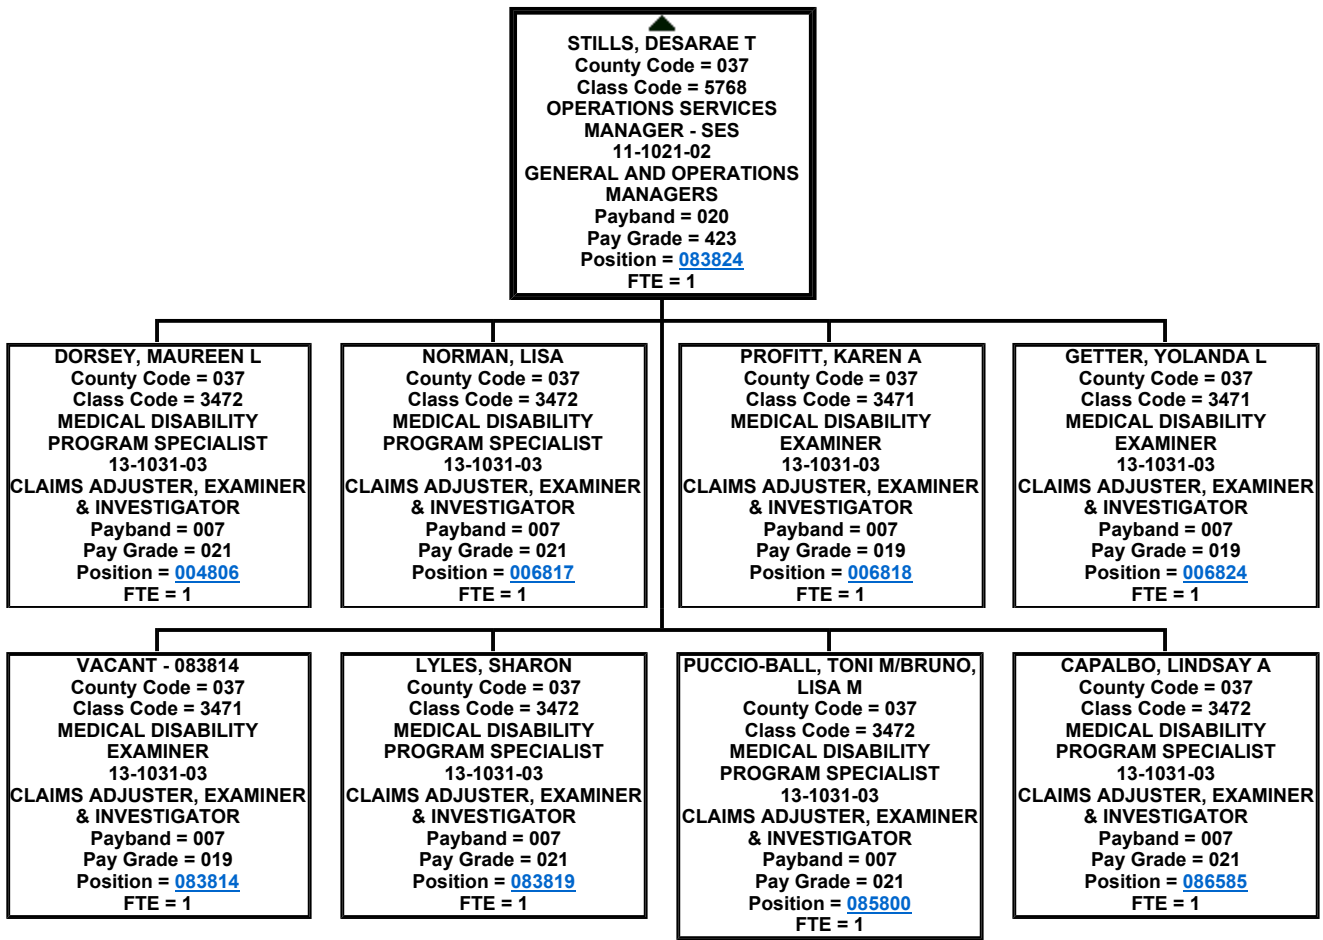 STILLS, DESARAE T
County Code = 037
Class Code = 5768
OPERATIONS SERVICES
MANAGER - SES
11-1021-02
GENERAL AND OPERATIONS
MANAGERS
Payband = 020
Pay Grade = 423
Position = 083824
FTE = 1
DORSEY, MAUREEN L
County Code = 037
Class Code = 3472
MEDICAL DISABILITY
PROGRAM SPECIALIST
13-1031-03
CLAIMS ADJUSTER, EXAMINER
& INVESTIGATOR
Payband = 007
Pay Grade = 021
Position = 004806
FTE = 1
NORMAN, LISA
County Code = 037
Class Code = 3472
MEDICAL DISABILITY
PROGRAM SPECIALIST
13-1031-03
CLAIMS ADJUSTER, EXAMINER
& INVESTIGATOR
Payband = 007
Pay Grade = 021
Position = 006817
FTE = 1
PROFITT, KAREN A
County Code = 037
Class Code = 3471
MEDICAL DISABILITY
EXAMINER
13-1031-03
CLAIMS ADJUSTER, EXAMINER
& INVESTIGATOR
Payband = 007
Pay Grade = 019
Position = 006818
FTE = 1
GETTER, YOLANDA L
County Code = 037
Class Code = 3471
MEDICAL DISABILITY
EXAMINER
13-1031-03
CLAIMS ADJUSTER, EXAMINER
& INVESTIGATOR
Payband = 007
Pay Grade = 019
Position = 006824
FTE = 1
VACANT - 083814
County Code = 037
Class Code = 3471
MEDICAL DISABILITY
EXAMINER
13-1031-03
CLAIMS ADJUSTER, EXAMINER
& INVESTIGATOR
Payband = 007
Pay Grade = 019
Position = 083814
FTE = 1
LYLES, SHARON
County Code = 037
Class Code = 3472
MEDICAL DISABILITY
PROGRAM SPECIALIST
13-1031-03
CLAIMS ADJUSTER, EXAMINER
& INVESTIGATOR
Payband = 007
Pay Grade = 021
Position = 083819
FTE = 1
PUCCIO-BALL, TONI M/BRUNO,
LISA M
County Code = 037
Class Code = 3472
MEDICAL DISABILITY
PROGRAM SPECIALIST
13-1031-03
CLAIMS ADJUSTER, EXAMINER
& INVESTIGATOR
Payband = 007
Pay Grade = 021
Position = 085800
FTE = 1
CAPALBO, LINDSAY A
County Code = 037
Class Code = 3472
MEDICAL DISABILITY
PROGRAM SPECIALIST
13-1031-03
CLAIMS ADJUSTER, EXAMINER
& INVESTIGATOR
Payband = 007
Pay Grade = 021
Position = 086585
FTE = 1